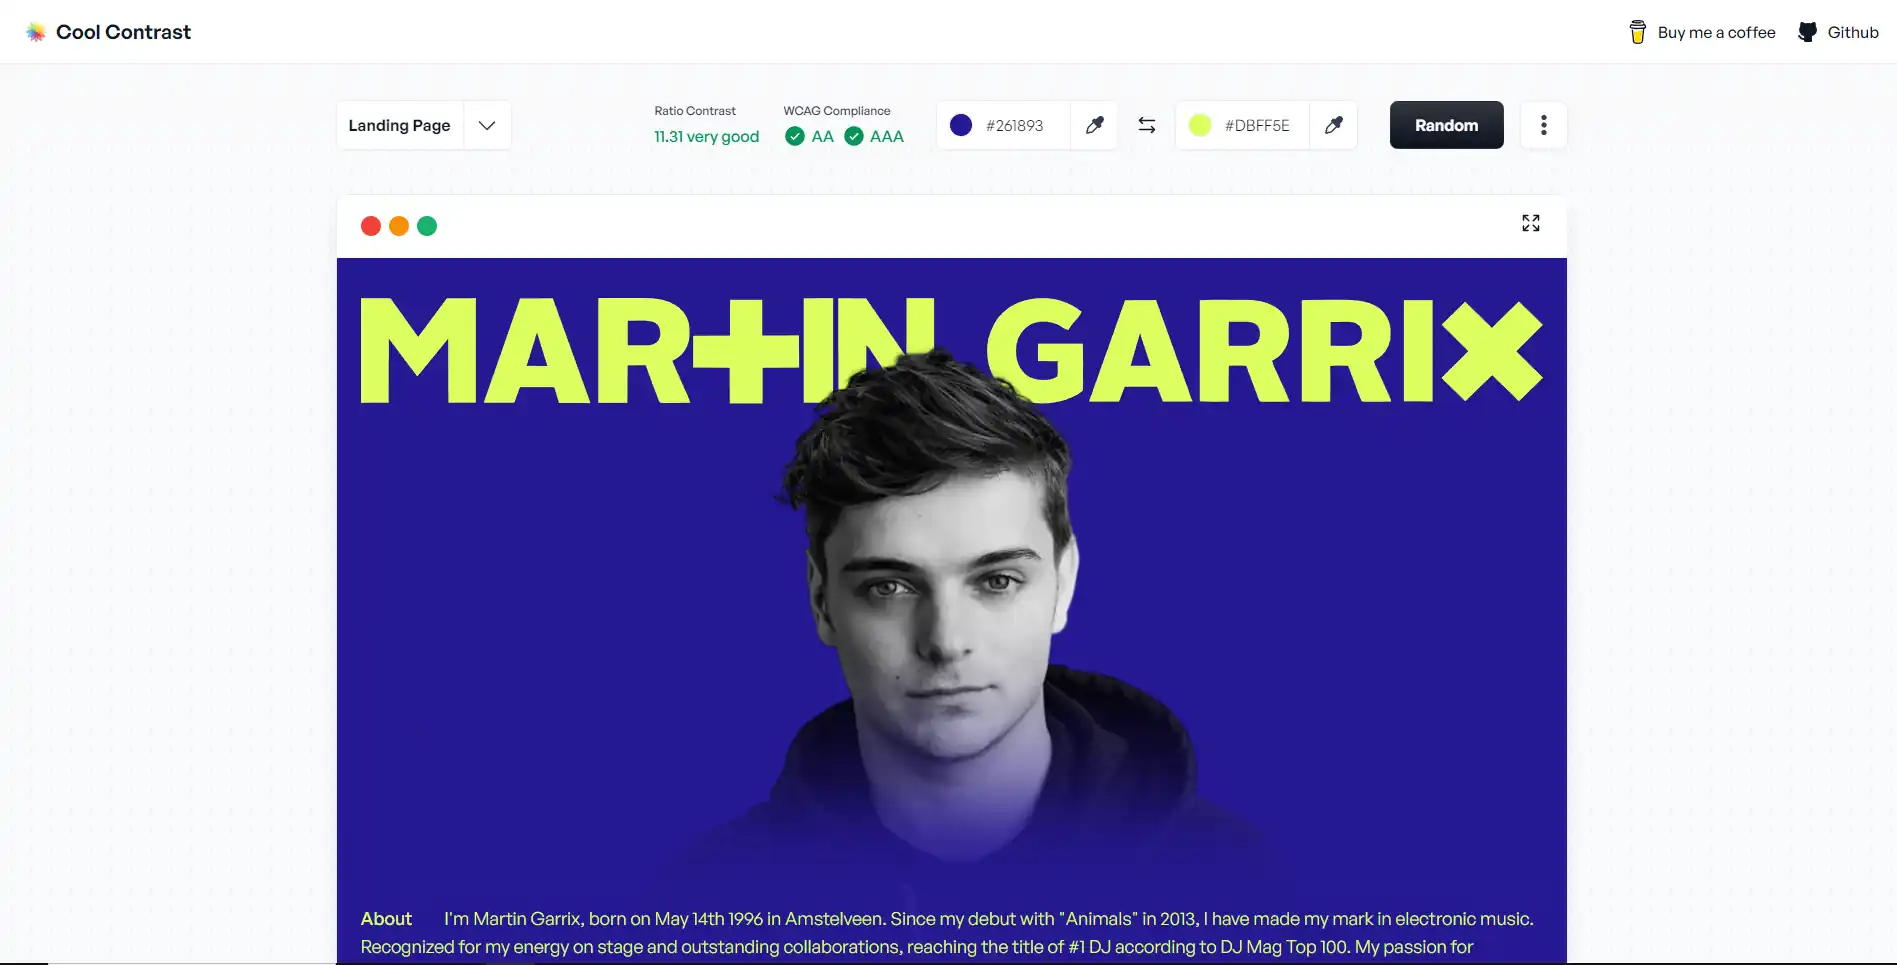 Cool Contrast
Buy me a coffee
Github
Landing Page
Ratio Contrast
11.31 very good
WCAG Compliance
AA
AAA
#261893
#DBFF5E
Random
MARTIN GARRIX
About I'm Martin Garrix, born on May 14th 1996 in Amstelveen. Since my debut with "Animals" in 2013, I have made my mark in electronic music.
Recognized for my energy on stage and outstanding collaborations, reaching the title of #1 DJ according to DJ Mag Top 100. My passion for